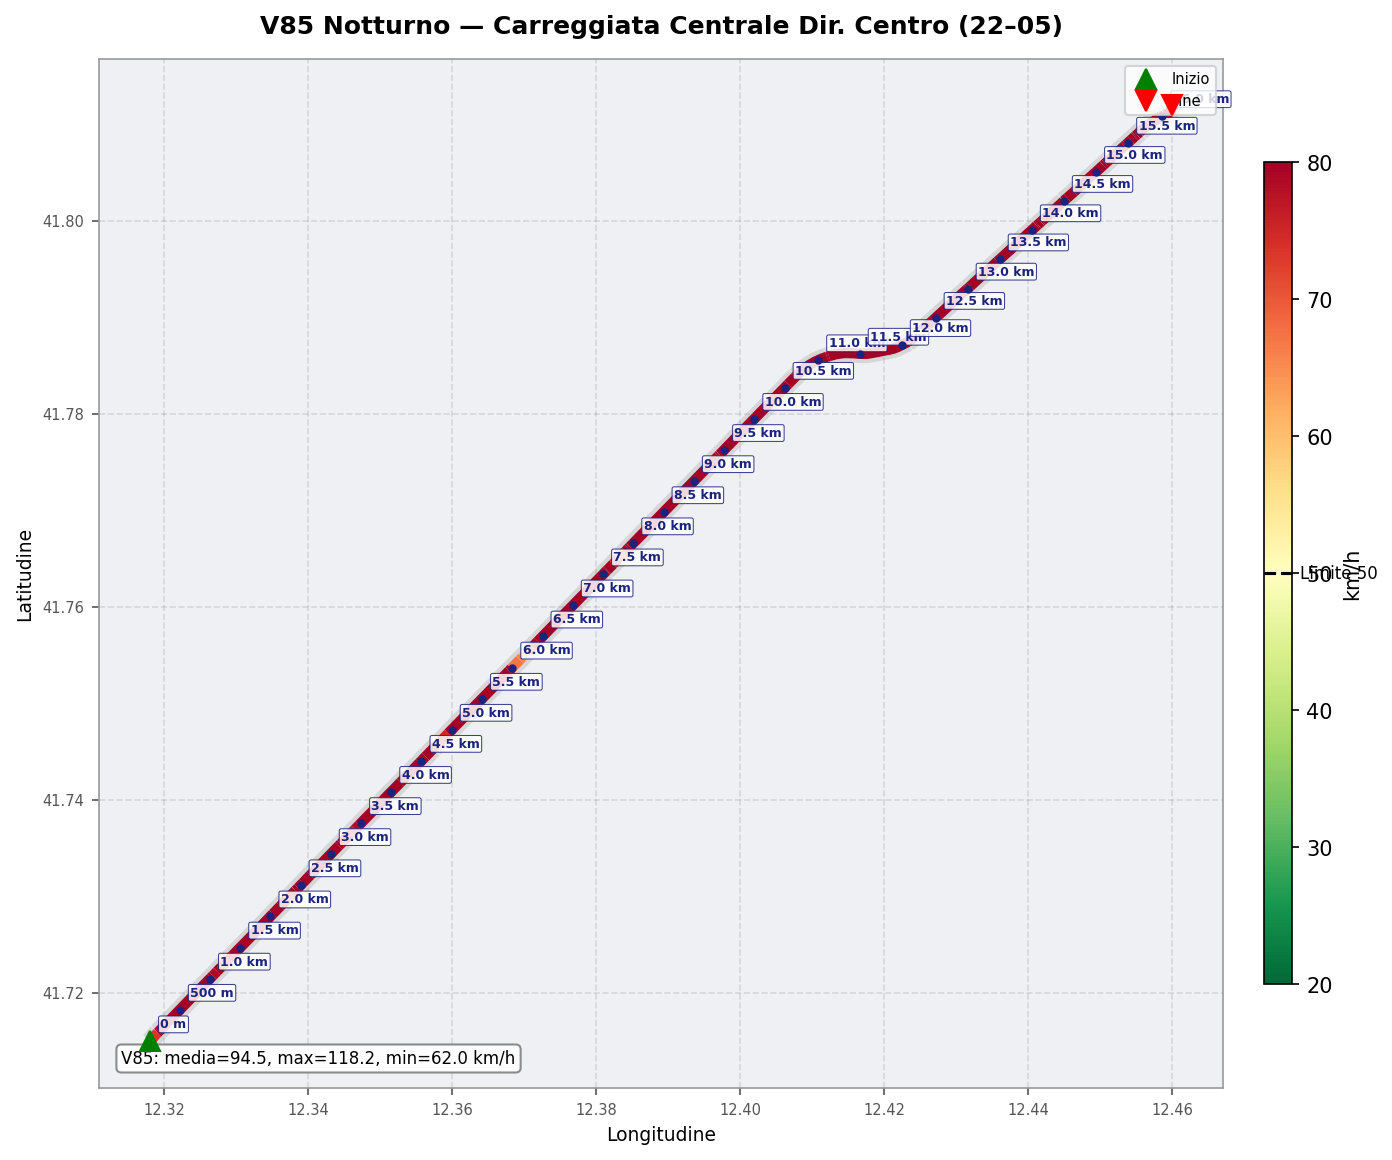 V85 Notturno — Carreggiata Centrale Dir. Centro (22–05)
Inizio
km
15.5 km
15.0 km
14.5 km
14.0 km
13.5 km
13.0 km
12.5 km
12.0 km
11.5 km
11.0
10.5 km
10.0 km
9.5 km
9.0 km
8.5 km
8.0 km
7.5 km
7.0 km
6.5 km
6.0 km
5.5 km
5.0 km
4.5 km
4.0 km
3.5 km
3.0 km
2.5 km
2.0 km
1.5 km
1.0 km
500 m
0 m
V85: media=94.5, max=118.2, min=62.0 km/h
41.80
41.78
41.76
41.74
41.72
Latitudine
12.32 12.34 12.36 12.38 12.40 12.42 12.44 12.46
Longitudine
80
70
60
50
Limite 50
40
30
20
km/h